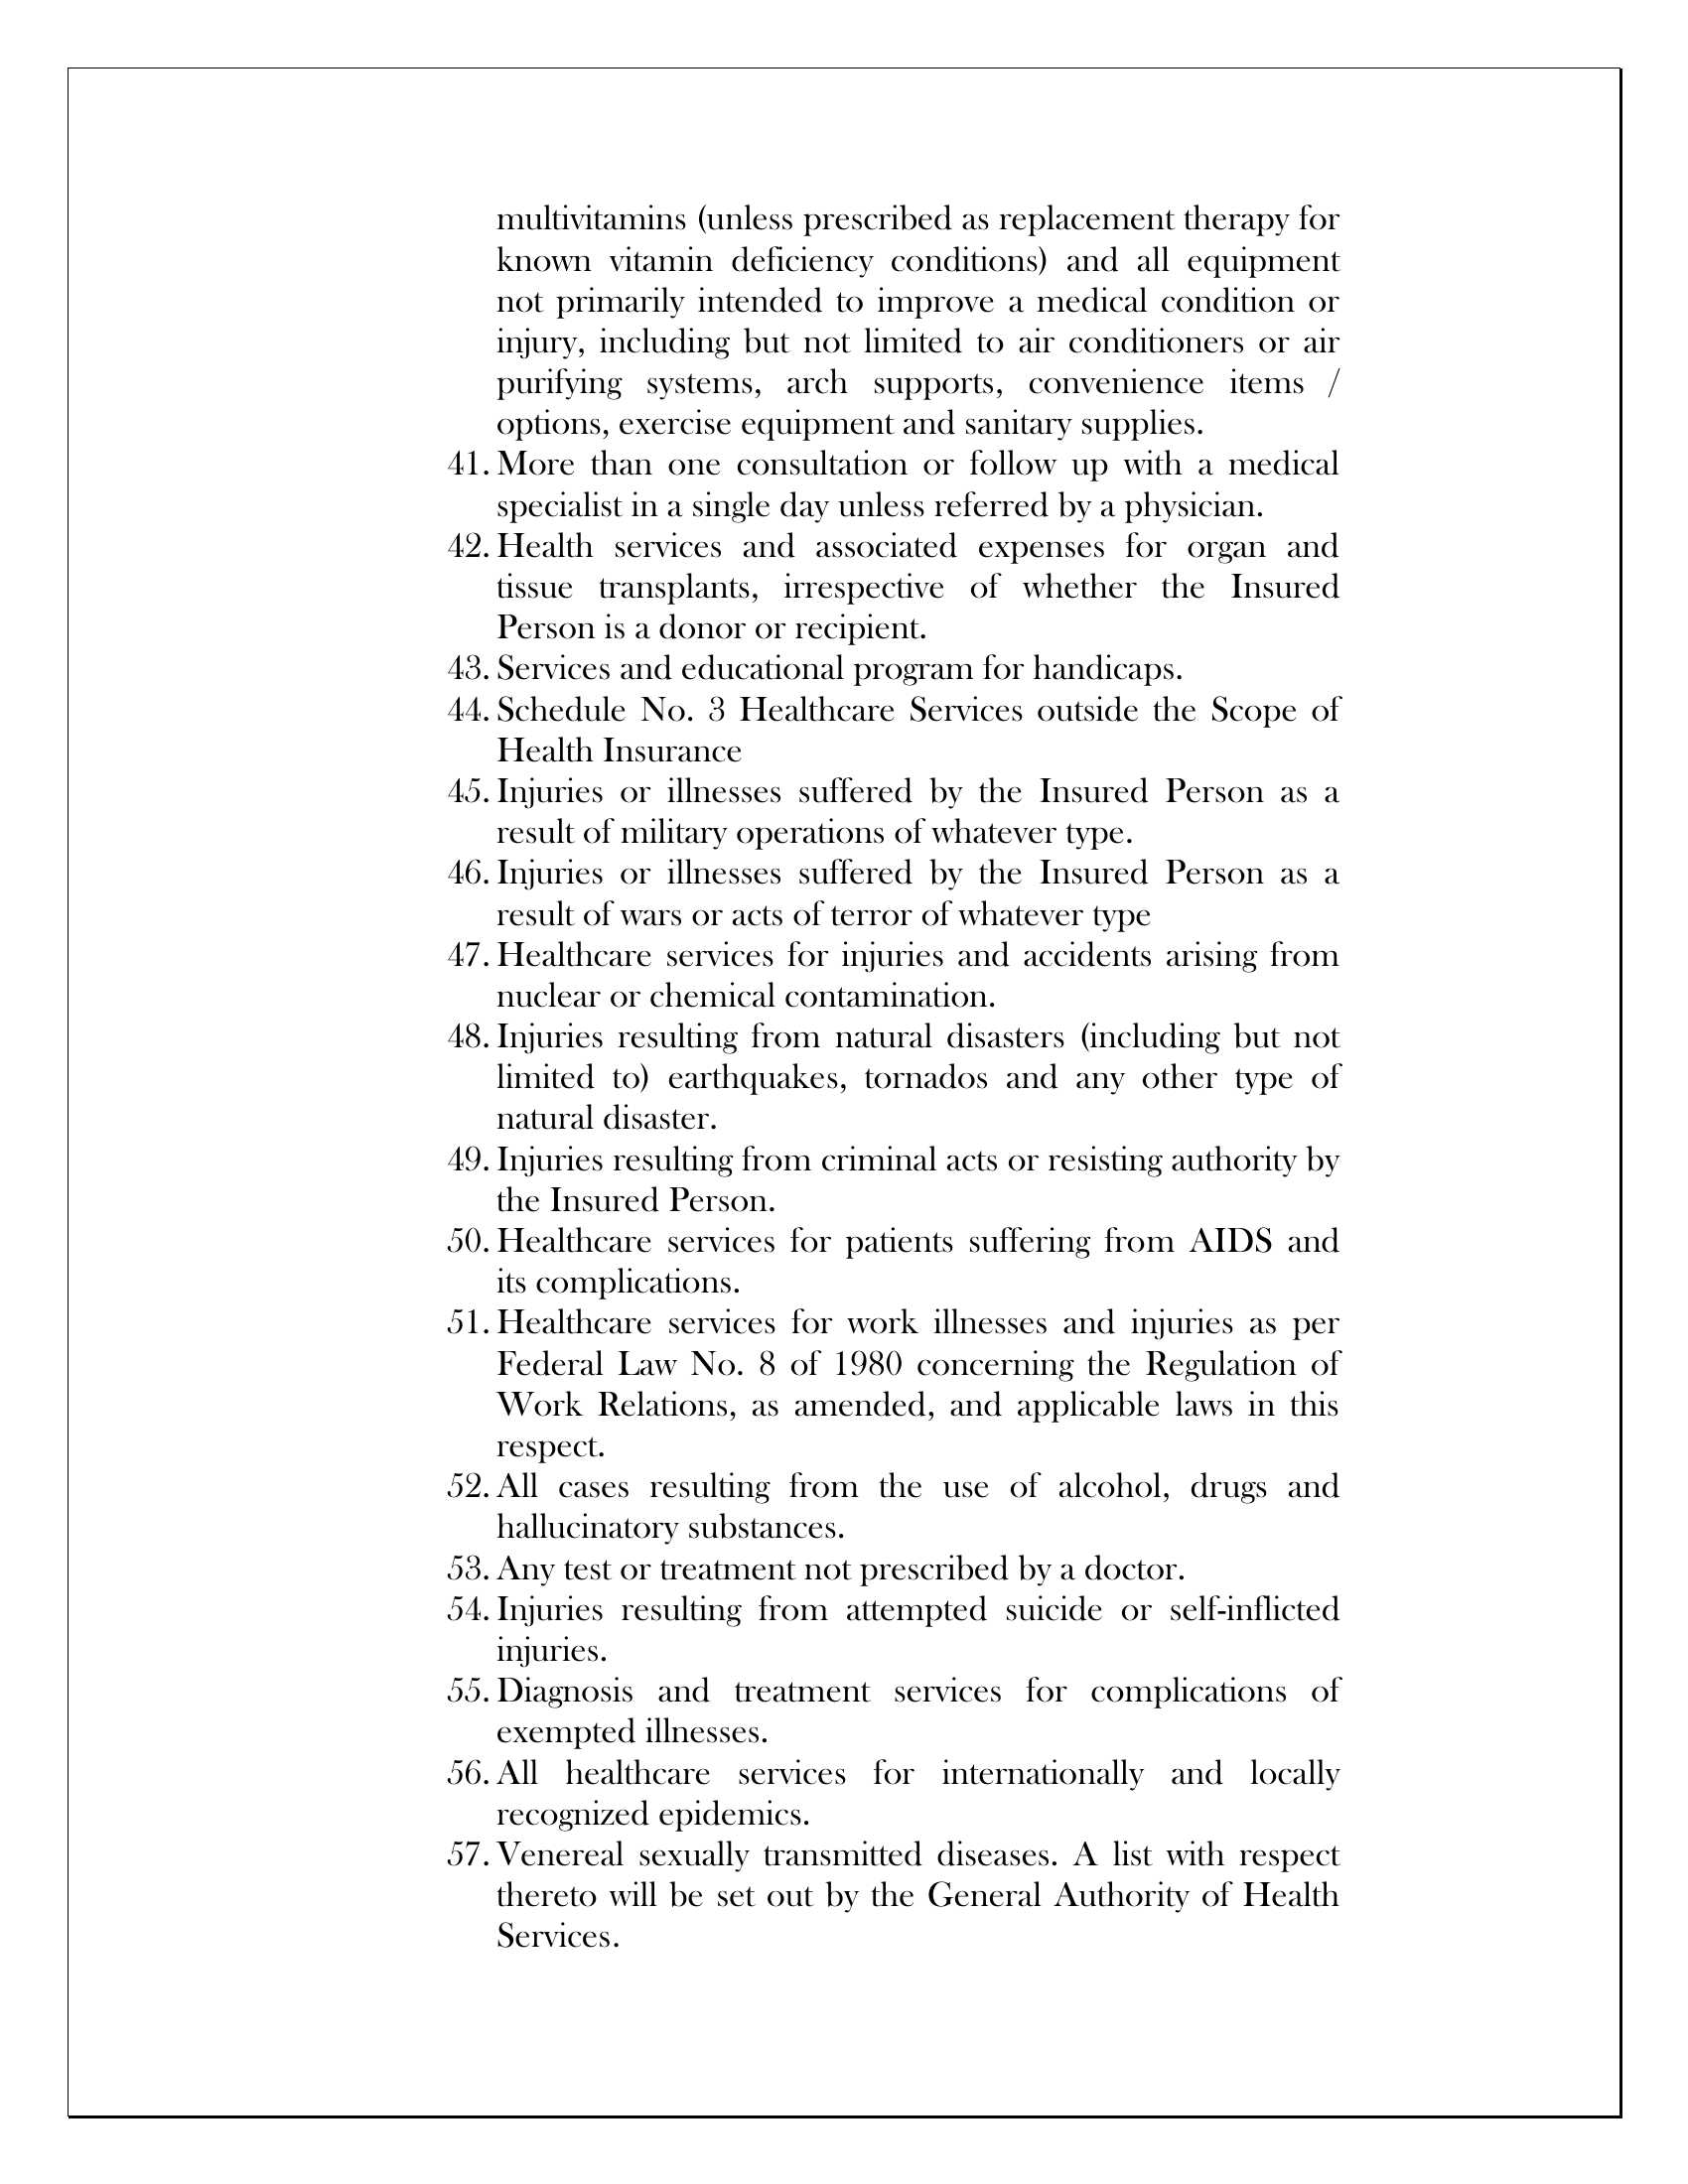 multivitamins (unless prescribed as replacement therapy for
known vitamin deficiency conditions) and all equipment
not primarily intended to improve a medical condition or
injury, including but not limited to air conditioners or air
purifying systems, arch supports, convenience items /
options, exercise equipment and sanitary supplies.
41. More than one consultation or follow up with a medical
specialist in a single day unless referred by a physician.
42. Health services and associated expenses for organ and
tissue transplants, irrespective of whether the Insured
Person is a donor or recipient.
43. Services and educational program for handicaps.
44. Schedule No. 3 Healthcare Services outside the Scope of
Health Insurance
45. Injuries or illnesses suffered by the Insured Person as a
result of military operations of whatever type.
46. Injuries or illnesses suffered by the Insured Person as a
result of wars or acts of terror of whatever type
47. Healthcare services for injuries and accidents arising from
nuclear or chemical contamination.
48. Injuries resulting from natural disasters (including but not
limited to) earthquakes, tornados and any other type of
natural disaster.
49. Injuries resulting from criminal acts or resisting authority by
the Insured Person.
50. Healthcare services for patients suffering from AIDS and
its complications.
51. Healthcare services for work illnesses and injuries as per
Federal Law No. 8 of 1980 concerning the Regulation of
Work Relations, as amended, and applicable laws in this
respect.
52. All cases resulting from the use of alcohol, drugs and
hallucinatory substances.
53. Any test or treatment not prescribed by a doctor.
54. Injuries resulting from attempted suicide or self-inflicted
injuries.
55. Diagnosis and treatment services for complications of
exempted illnesses.
56. All healthcare services for internationally and locally
recognized epidemics.
57. Venereal sexually transmitted diseases. A list with respect
thereto will be set out by the General Authority of Health
Services.